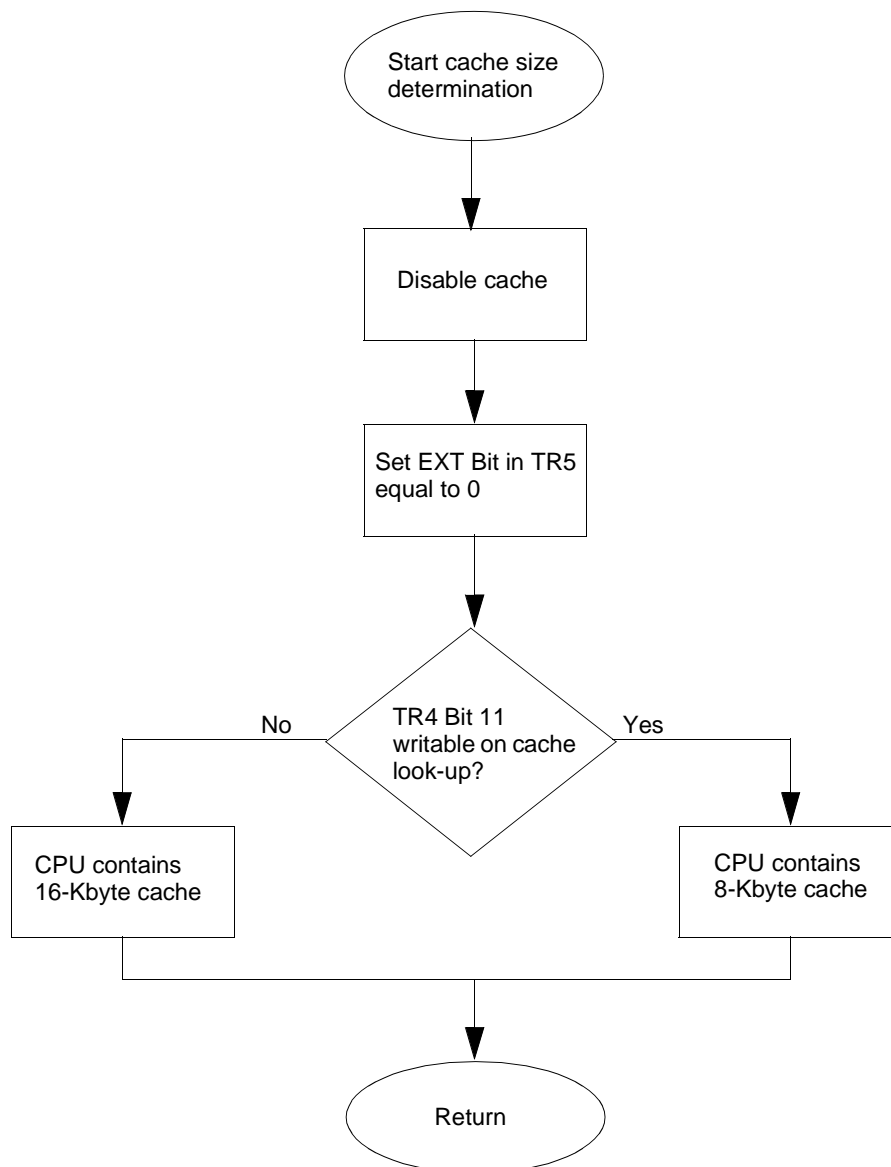 Start cache size
determination
Disable cache
Set EXT Bit in TR5
equal to 0
TR4 Bit 11
writable on cache
look-up?
No
Yes
CPU contains
16-Kbyte cache
CPU contains
8-Kbyte cache
Return